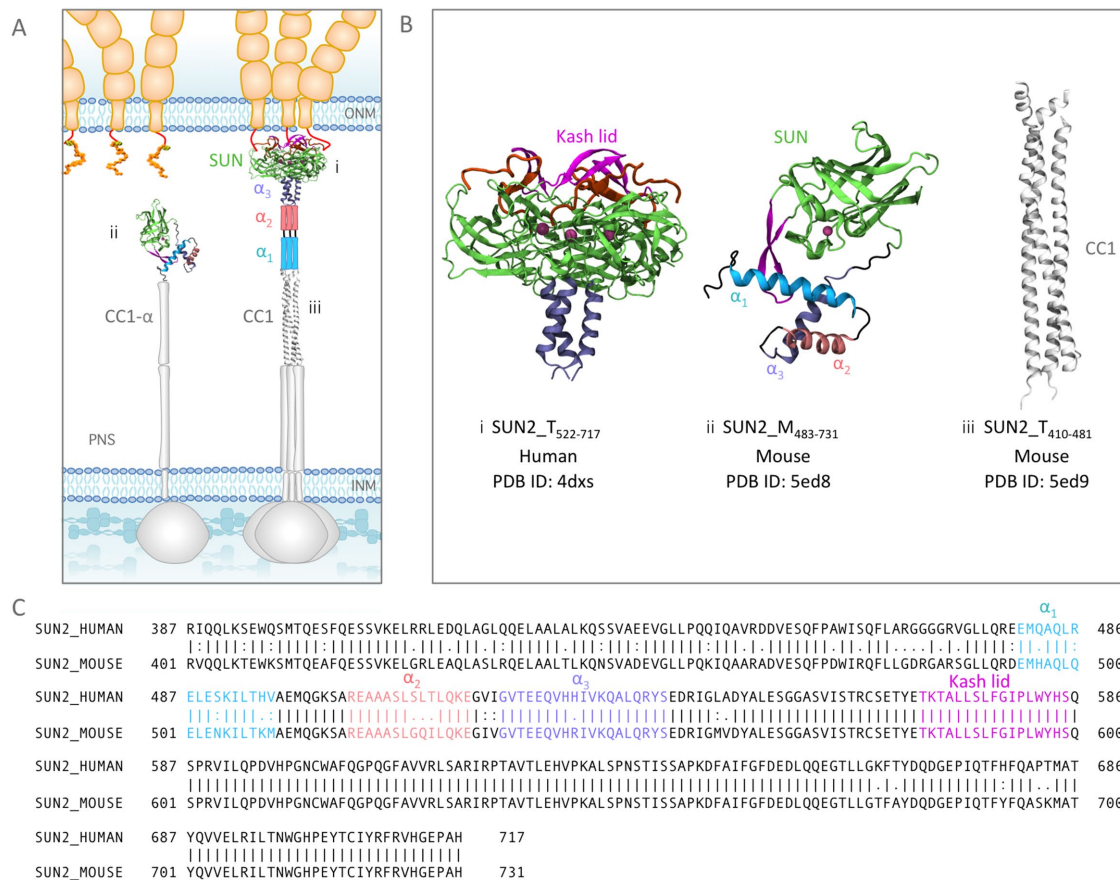 A
ONM
SUN
i
α3
α2
ii
α1
CC1-α
CC1
iii
PNS
INM
B
Kash lid
SUN
CC1
α1
α3
α2
i SUN2_T522-717
Human
PDB ID: 4dxs
ii SUN2_M483-731
Mouse
PDB ID: 5ed8
iii SUN2_T410-481
Mouse
PDB ID: 5ed9
C
α1
SUN2_HUMAN 387 RIQQLKSEWQSMTQESFQESSVKELRRLEDQLAGLQQELAALALKQSSVAEEVGLLPQQIQAVRDDVESQFPAWISQFLARGGGGRVGLLQREEMQAQLR 486
SUN2_MOUSE 401 RVQQLKTEWKSMTQEAFQESSVKELGRLEAQLASLRQELAALTLKQNSVADEVGLLPQKIQAARADVESQFPDWIRQFLLGDRGARSGLLQRDEMHAQLQ 500
α2 α3 Kash lid
SUN2_HUMAN 487 ELESKILTHVAEMQGKSAREAAASLSLTLQKEGVIGVTEEQVHHIVKQALQRYSEDRIGLADYALESGGASVISTRCSETYETKTALLSLFGIPLWYHSQ 586
SUN2_MOUSE 501 ELENKILTKMAEMQGKSAREAAASLGQILQKEGIVGVTEEQVHRIVKQALQRYSEDRIGMVDYALESGGASVISTRCSETYETKTALLSLFGIPLWYHSQ 600
SUN2_HUMAN 587 SPRVILQPDVHPGNCWAFQGPQGFAVVRLSARIRPTAVTLEHVPKALSPNSTISSAPKDFAIFGFDEDLQQEGTLLGKFTYDQDGEPIQTFHFQAPTMAT 686
SUN2_MOUSE 601 SPRVILQPDVHPGNCWAFQGPQGFAVVRLSARIRPTAVTLEHVPKALSPNSTISSAPKDFAIFGFDEDLQQEGTLLGTFAYDQDGEPIQTFYFQASKMAT 700
SUN2_HUMAN 687 YQVVELRILTNWGHPEYTCIYRFRVHGEPAH 717
SUN2_MOUSE 701 YQVVELRILTNWGHPEYTCIYRFRVHGEPAH 731